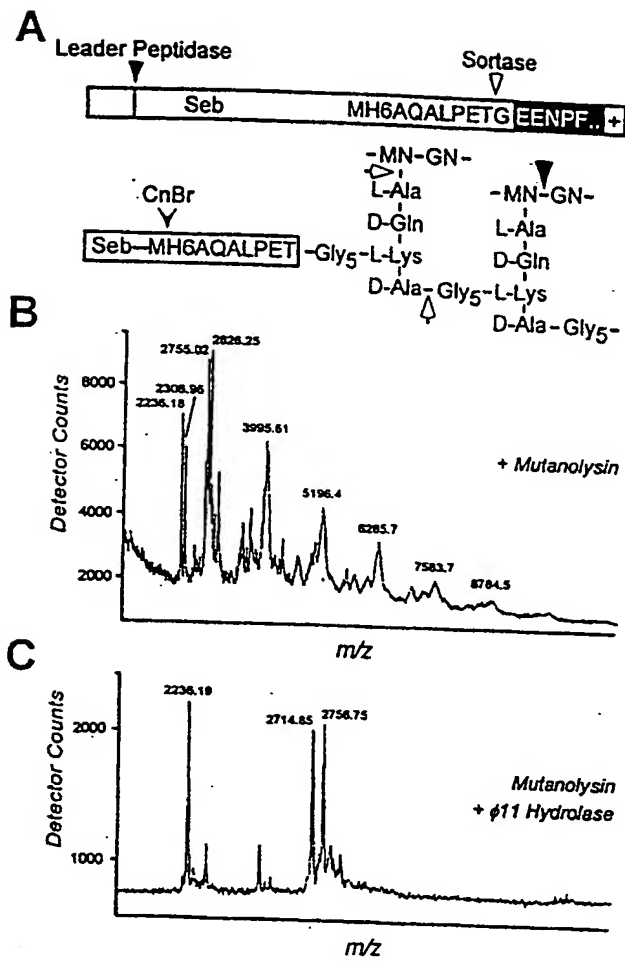 A
Leader Peptidase
Sortase
Seb
MH6AQALPETG
EENPF..
+
-MN-GN-
-MN-GN-
L-Ala
L-Ala
CnBr
D-Gln
D-Gln
Seb-MH6AQALPET
-Gly5-L-Lys
D-Ala-Gly5-L-Lys
D-Ala-Gly5-
B
Detector Counts
8000
6000
4000
2000
2755.02
2826.25
2308.96
2236.18
3995.61
5196.4
6285.7
7583.7
8784.5
+ Mutanolysin
m/z
C
Detector Counts
2000
1000
2236.19
2714.85
2756.75
Mutanolysin
+ ϕ11 Hydrolase
m/z